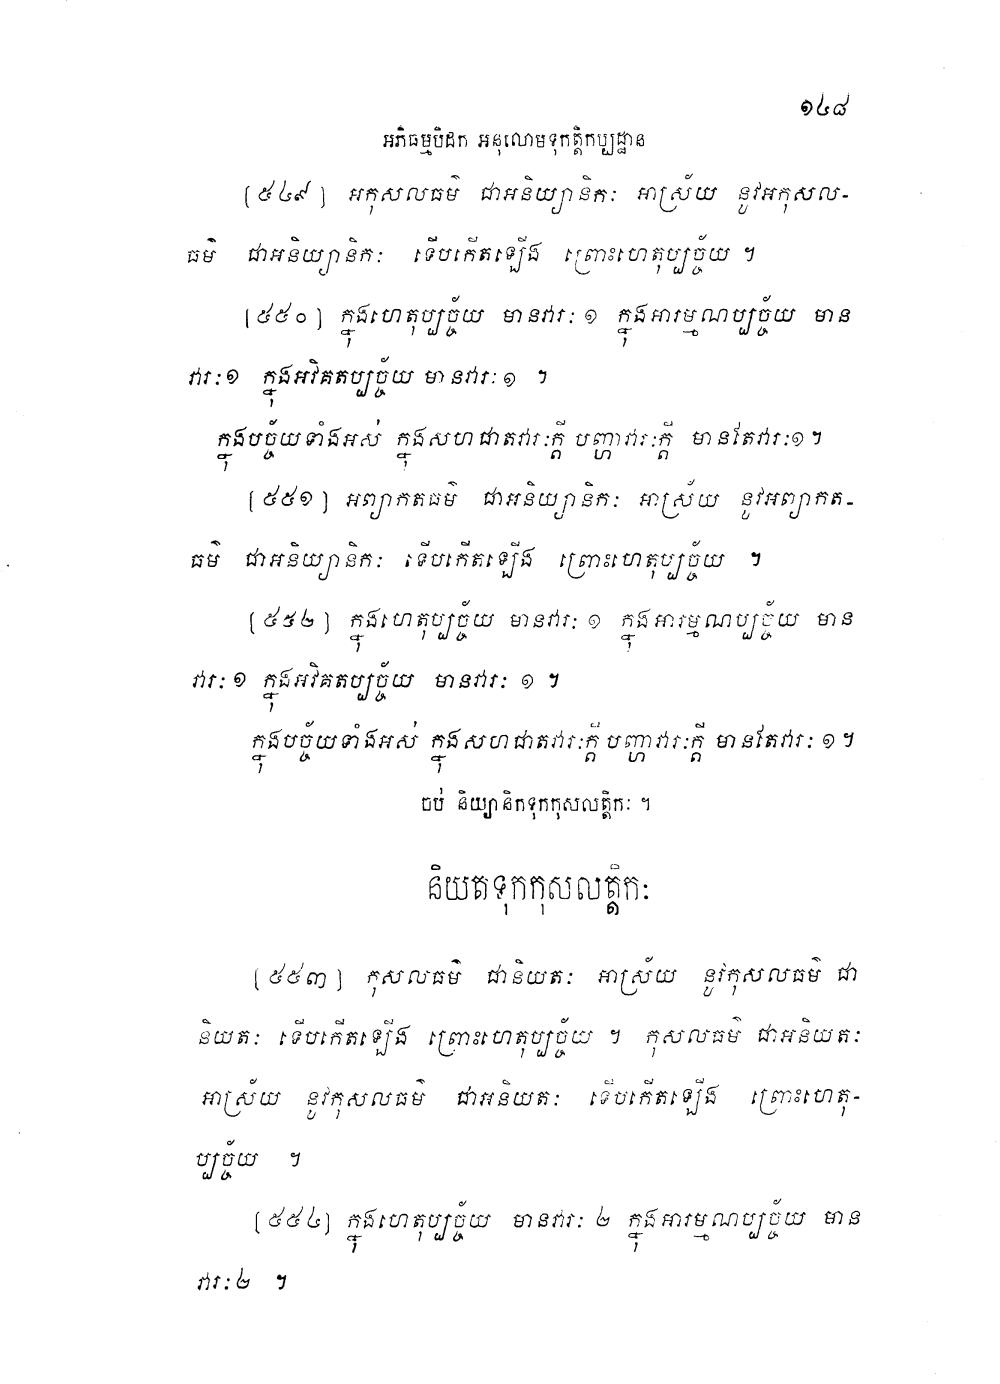 ១៤៨
អភិធម្មបិដក អនុលោមទុកត្តិកប្បដ្ឋាន
[៥៤៩] អកុសលធម៌ ជាអនិយ្យានិកៈ អាស្រ័យ នូវអកុសល-
ធម៌ ជាអនិយ្យានិកៈ ទើបកើតឡើង ព្រោះហេតុប្បច្ច័យ ។
[៥៥០] ក្នុងហេតុប្បច្ច័យ មានវារៈ ១ ក្នុងអារម្មណប្បច្ច័យ មាន
វារៈ ១ ក្នុងអវិគតប្បច្ច័យ មានវារៈ ១ ។
ក្នុងបច្ច័យទាំងអស់ ក្នុងសហជាតវារៈក្តី បញ្ហាវារៈក្តី មានតែវារៈ១ ។
[៥៥១] អព្យាកតធម៌ ជាអនិយ្យានិកៈ អាស្រ័យ នូវអព្យាកត-
ធម៌ ជាអនិយ្យានិកៈ ទើបកើតឡើង ព្រោះហេតុប្បច្ច័យ ។
[៥៥២] ក្នុងហេតុប្បច្ច័យ មានវារៈ ១ ក្នុងអារម្មណប្បច្ច័យ មាន
វារៈ ១ ក្នុងអវិគតប្បច្ច័យ មានវារៈ ១ ។
ក្នុងបច្ច័យទាំងអស់ ក្នុងសហជាតវារៈក្តី បញ្ហាវារៈក្តី មានតែវារៈ ១ ។
ចប់ និយ្យានិកទុកកុសលត្តិកៈ ។
និយតទុកកុសលត្តិកៈ
[៥៥៣] កុសលធម៌ ជានិយតៈ អាស្រ័យ នូវកុសលធម៌ ជា
និយតៈ ទើបកើតឡើង ព្រោះហេតុប្បច្ច័យ ។ កុសលធម៌ ជាអនិយតៈ
អាស្រ័យ នូវកុសលធម៌ ជាអនិយតៈ ទើបកើតឡើង ព្រោះហេតុ-
ប្បច្ច័យ ។
[៥៥៤] ក្នុងហេតុប្បច្ច័យ មានវារៈ ២ ក្នុងអារម្មណប្បច្ច័យ មាន
វារៈ ២ ។